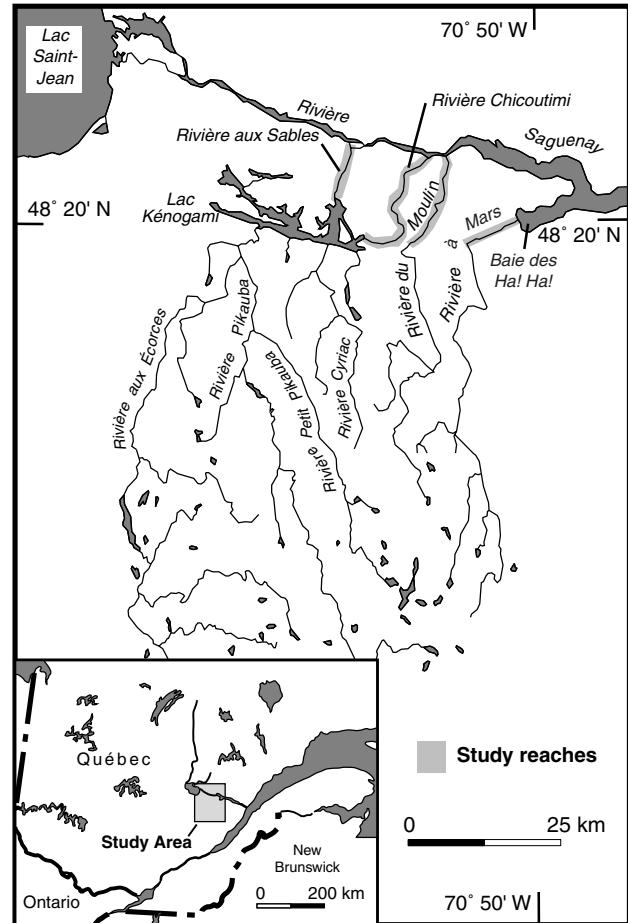 Lac
Saint-
Jean
70° 50' W
Rivière
Rivière Chicoutimi
Rivière aux Sables
Saguenay
Lac
Kénogami
Moulin
48° 20' N
Mars
48° 20' N
Baie des
Ha! Ha!
Rivière à
Rivière du
Rivière aux Écorces
Rivière Pikauba
Rivière Petit Pikauba
Rivière Cyriac
Study reaches
0 25 km
70° 50' W
Québec
Study Area
New
Brunswick
Ontario
0 200 km